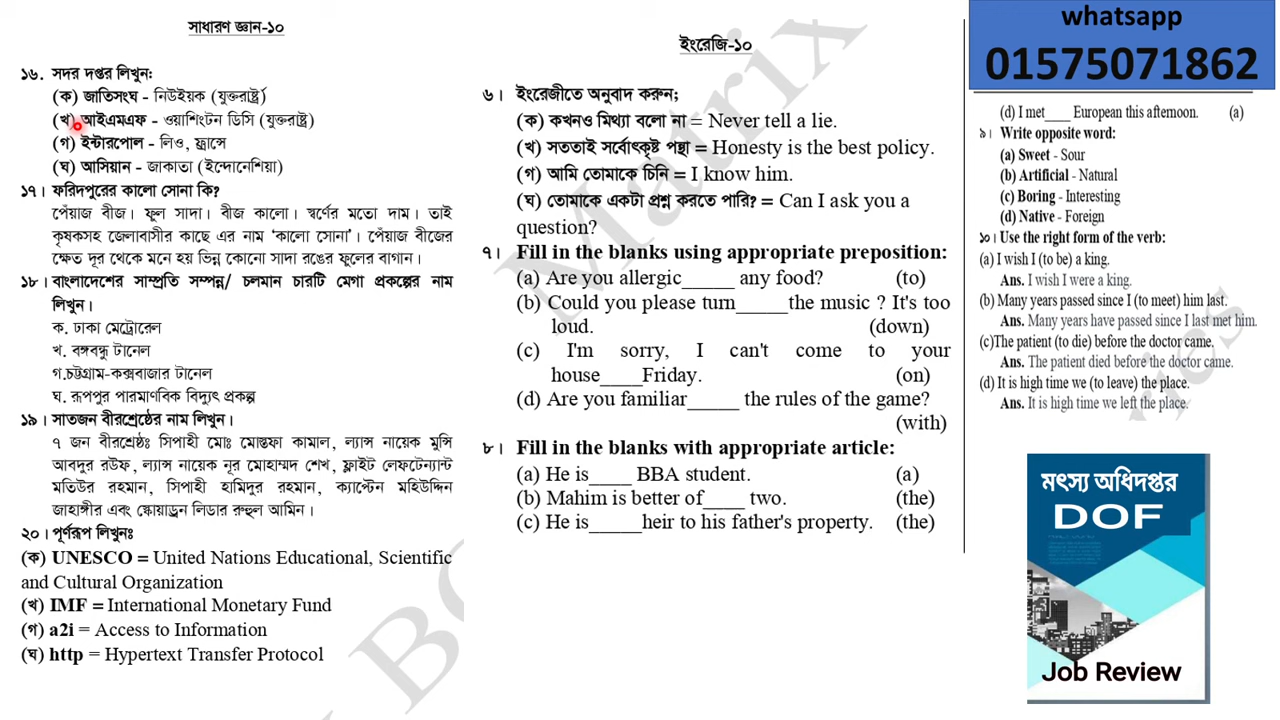 সাধারণ জ্ঞান-১০
১৬. সদর দপ্তর লিখুন:
(ক) জাতিসংঘ - নিউইয়ক (যুক্তরাষ্ট্র)
(খ) আইএমএফ - ওয়াশিংটন ডিসি (যুক্তরাষ্ট্র)
(গ) ইন্টারপোল - লিও, ফ্রান্সে
(ঘ) আসিয়ান - জাকাতা (ইন্দোনেশিয়া)
১৭। ফরিদপুরের কালো সোনা কি?
পেঁয়াজ বীজ। ফুল সাদা। বীজ কালো। স্বর্ণের মতো দাম। তাই
কৃষকসহ জেলাবাসীর কাছে এর নাম ‘কালো সোনা’। পেঁয়াজ বীজের
ক্ষেত দূর থেকে মনে হয় ভিন্ন কোনো সাদা রঙের ফুলের বাগান।
১৮। বাংলাদেশের সাম্প্রতি সম্পন্ন/ চলমান চারটি মেগা প্রকল্পের নাম
লিখুন।
ক. ঢাকা মেট্রোরেল
খ. বঙ্গবন্ধু টানেল
গ.চট্টগ্রাম-কক্সবাজার টানেল
ঘ. রূপপুর পারমাণবিক বিদ্যুৎ প্রকল্প
১৯। সাতজন বীরশ্রেষ্ঠের নাম লিখুন।
৭ জন বীরশ্রেষ্ঠঃ সিপাহী মোঃ মোস্তফা কামাল, ল্যান্স নায়েক মুন্সি
আবদুর রউফ, ল্যান্স নায়েক নূর মোহাম্মদ শেখ, ফ্লাইট লেফটেন্যান্ট
মতিউর রহমান, সিপাহী হামিদুর রহমান, ক্যাপ্টেন মহিউদ্দিন
জাহাঙ্গীর এবং স্কোয়াড্রন লিডার রুহুল আমিন।
২০। পূর্ণরূপ লিখুনঃ
(ক) UNESCO = United Nations Educational, Scientific
and Cultural Organization
(খ) IMF = International Monetary Fund
(গ) a2i = Access to Information
(ঘ) http = Hypertext Transfer Protocol
ইংরেজি-১০
৬। ইংরেজীতে অনুবাদ করুন;
(ক) কখনও মিথ্যা বলো না = Never tell a lie.
(খ) সততাই সর্বোৎকৃষ্ট পন্থা = Honesty is the best policy.
(গ) আমি তোমাকে চিনি = I know him.
(ঘ) তোমাকে একটা প্রশ্ন করতে পারি? = Can I ask you a
question?
৭। Fill in the blanks using appropriate preposition:
(a) Are you allergic_____ any food? (to)
(b) Could you please turn_____the music ? It's too
loud. (down)
(c) I'm sorry, I can't come to your
house____Friday. (on)
(d) Are you familiar_____ the rules of the game?
(with)
৮। Fill in the blanks with appropriate article:
(a) He is____ BBA student. (a)
(b) Mahim is better of____ two. (the)
(c) He is_____heir to his father's property. (the)
whatsapp
01575071862
(d) I met____ European this afternoon. (a)
৯। Write opposite word:
(a) Sweet - Sour
(b) Artificial - Natural
(c) Boring - Interesting
(d) Native - Foreign
১০। Use the right form of the verb:
(a) I wish I (to be) a king.
Ans. I wish I were a king.
(b) Many years passed since I (to meet) him last.
Ans. Many years have passed since I last met him.
(c)The patient (to die) before the doctor came.
Ans. The patient died before the doctor came.
(d) It is high time we (to leave) the place.
Ans. It is high time we left the place.
মৎস্য অধিদপ্তর
DOF
Job Review